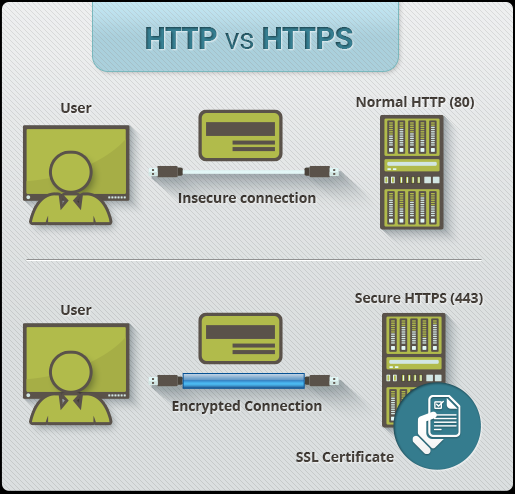 HTTP vs HTTPS
User
Normal HTTP (80)
Insecure connection
User
Secure HTTPS (443)
Encrypted Connection
SSL Certificate